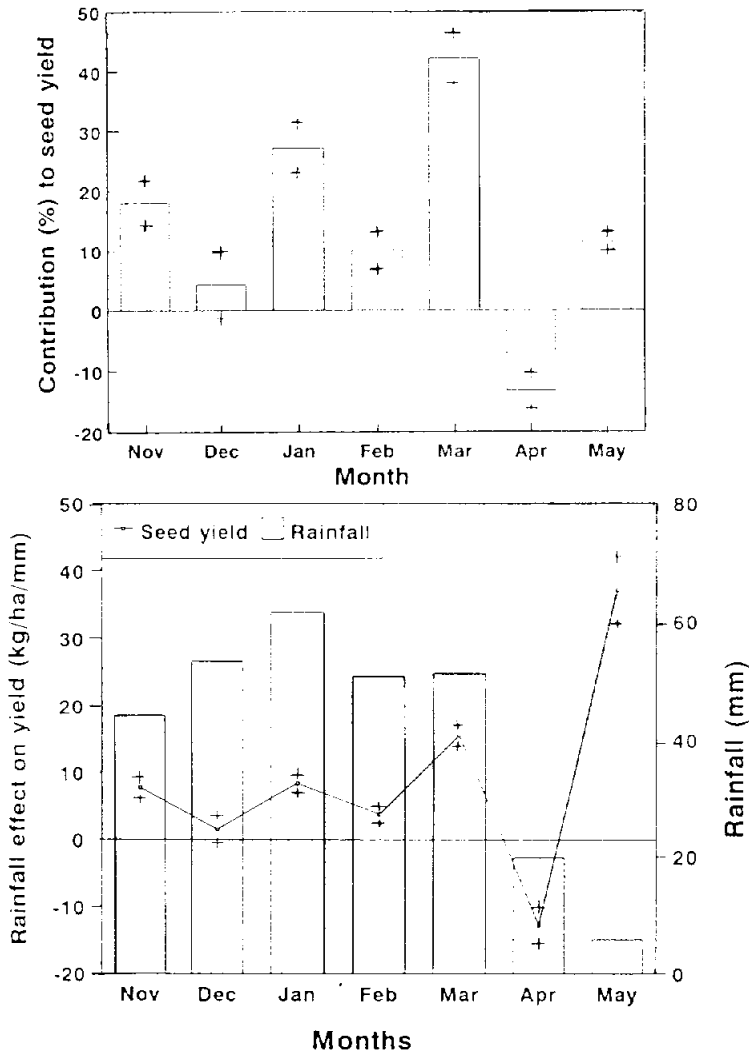 Contribution (%) to seed yield
50
40
30
20
10
0
-10
-20
Nov Dec Jan Feb Mar Apr May
Month
Rainfall effect on yield (kg/ha/mm)
50
40
30
20
10
0
-10
-20
Seed yield Rainfall
80
60
40
20
0
Rainfall (mm)
Nov Dec Jan Feb Mar Apr May
Months